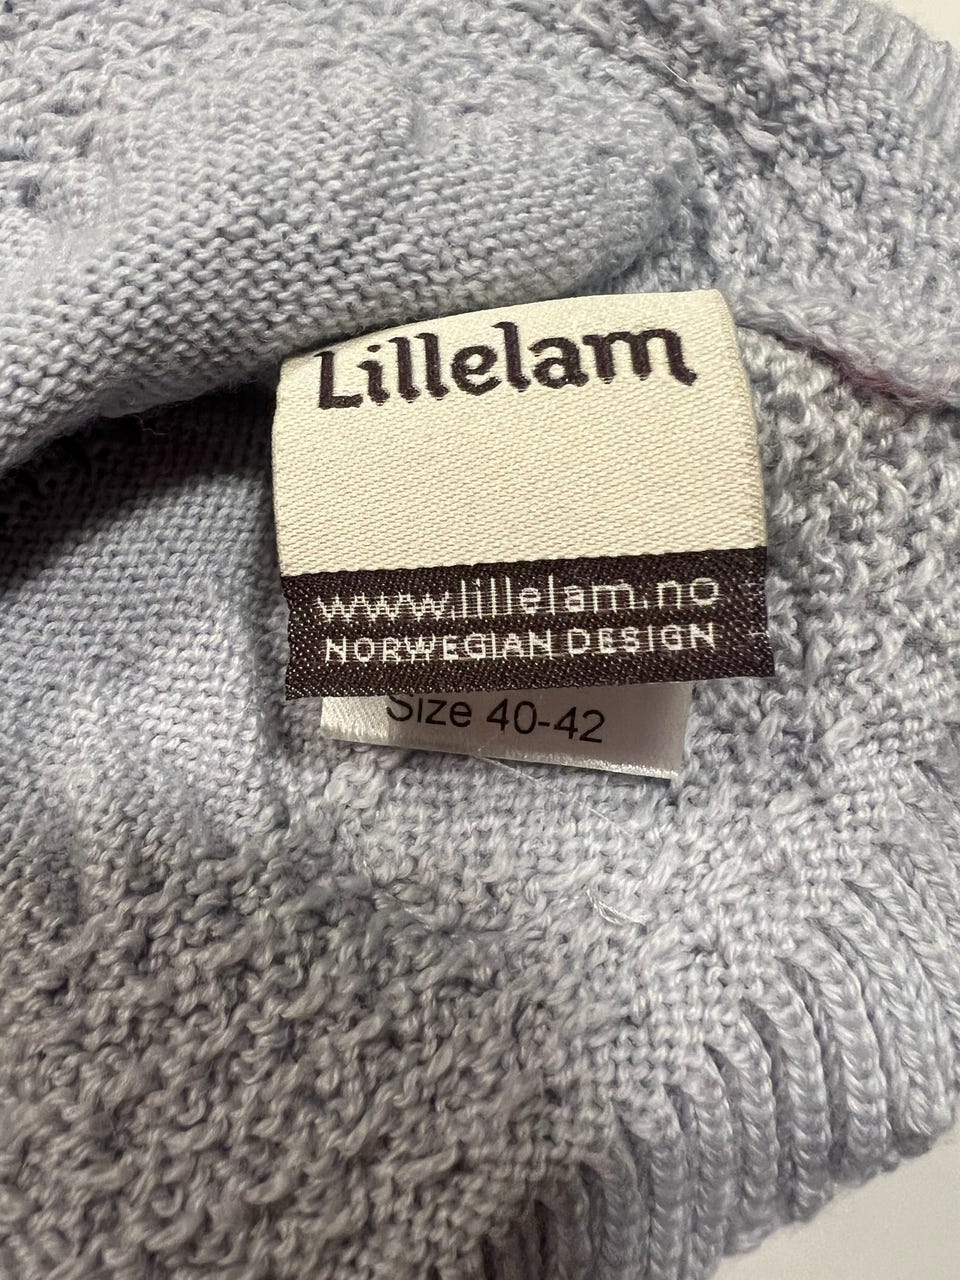 Lillelam
www.lillelam.no
NORWEGIAN DESIGN
Size 40-42